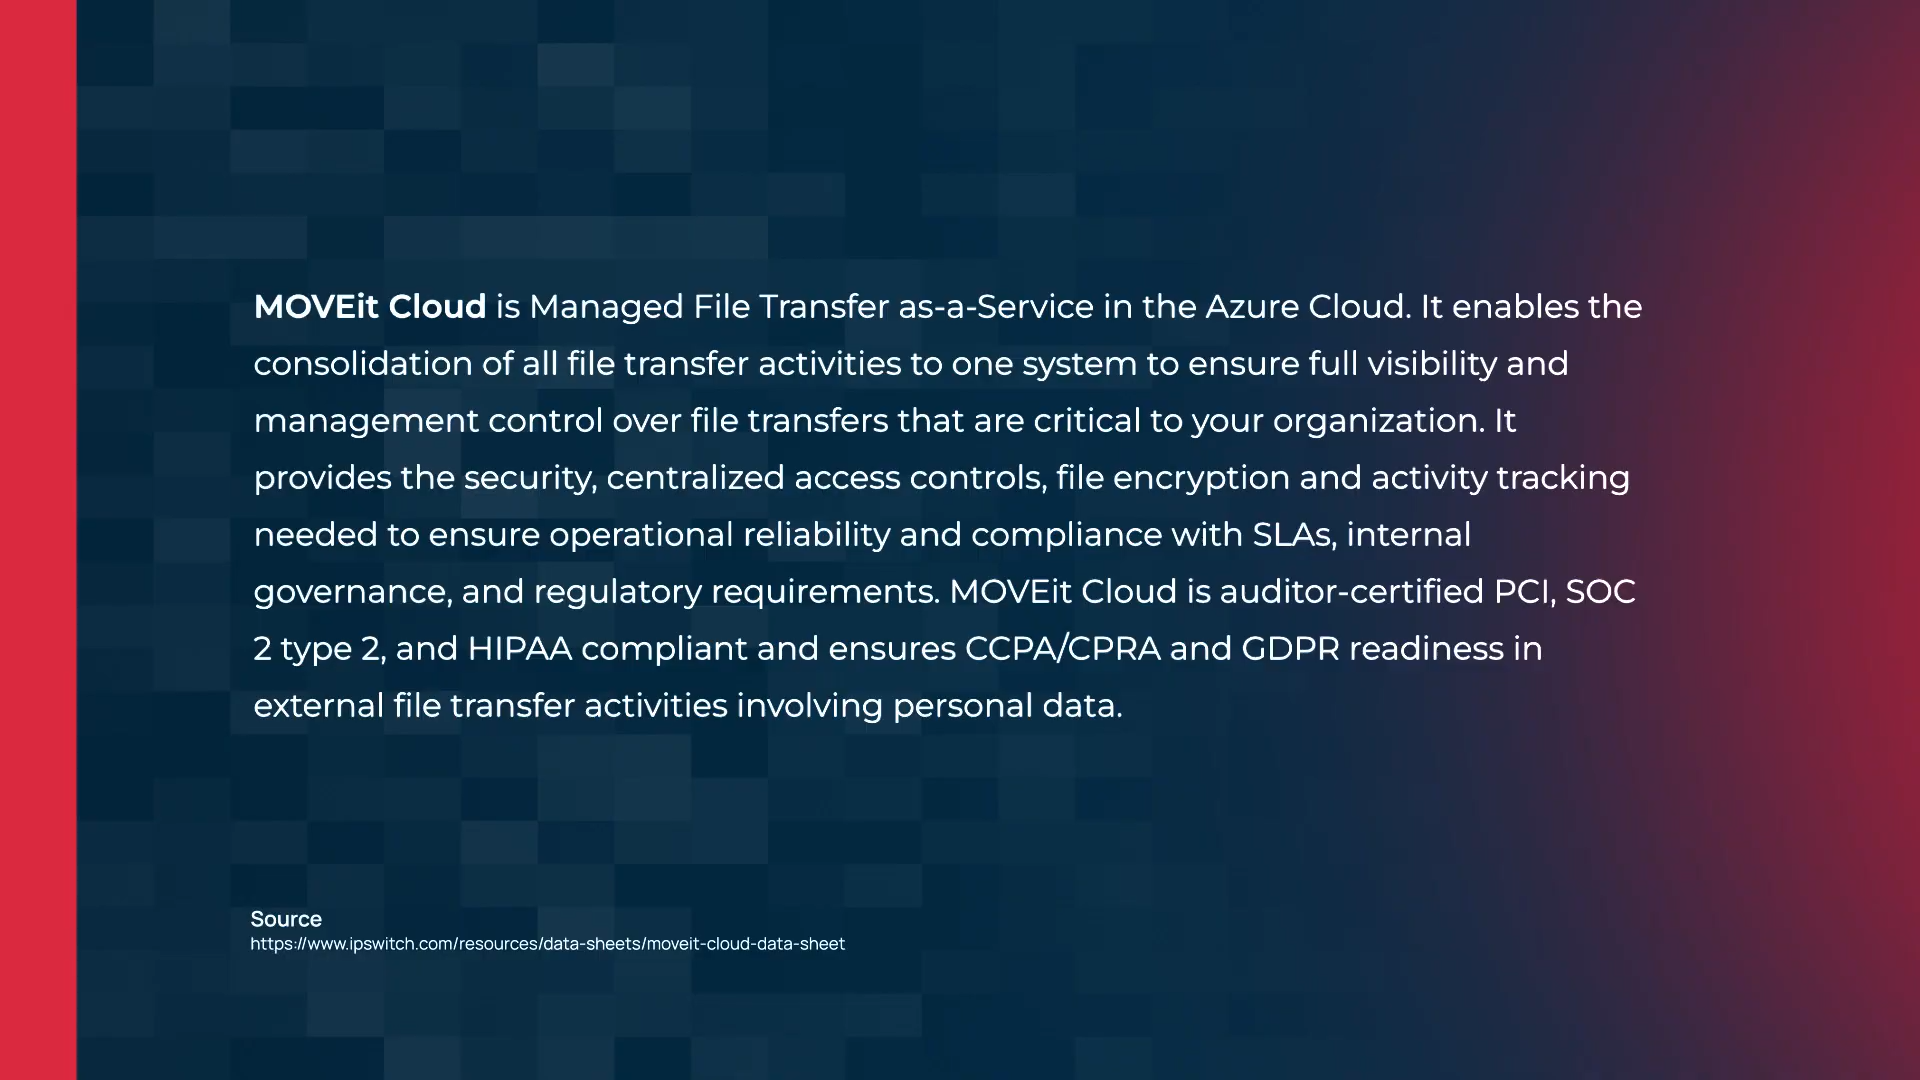 MOVEit Cloud is Managed File Transfer as-a-Service in the Azure Cloud. It enables the
consolidation of all file transfer activities to one system to ensure full visibility and
management control over file transfers that are critical to your organization. It
provides the security, centralized access controls, file encryption and activity tracking
needed to ensure operational reliability and compliance with SLAs, internal
governance, and regulatory requirements. MOVEit Cloud is auditor-certified PCI, SOC
2 type 2, and HIPAA compliant and ensures CCPA/CPRA and GDPR readiness in
external file transfer activities involving personal data.
Source
https://www.ipswitch.com/resources/data-sheets/moveit-cloud-data-sheet